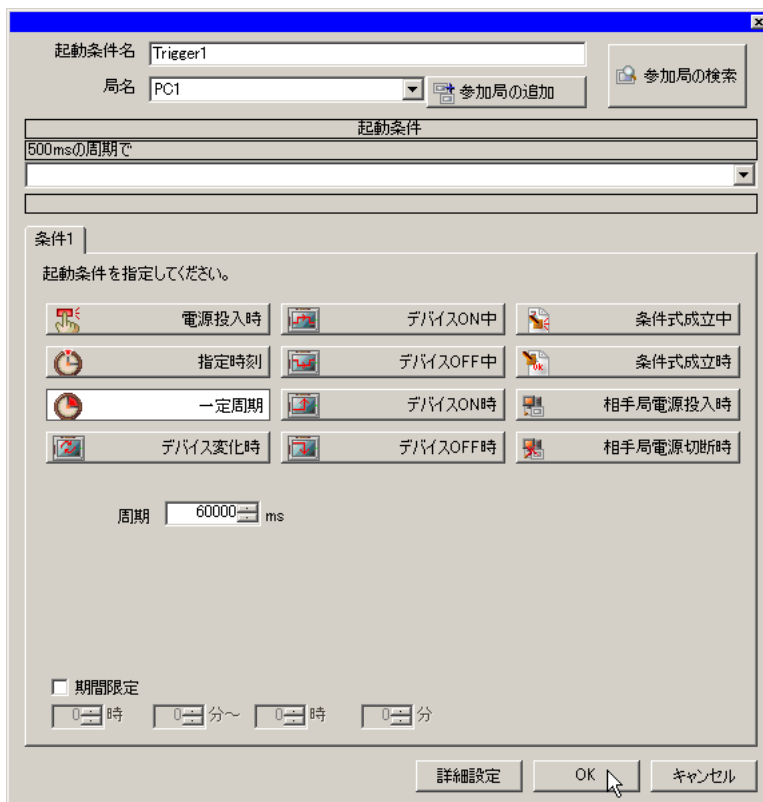 起動条件名 Trigger1
局名 PC1 参加局の追加 参加局の検索
起動条件
500msの周期で
条件1
起動条件を指定してください。
電源投入時 デバイスON中 条件式成立中
指定時刻 デバイスOFF中 条件式成立時
一定周期 デバイスON時 相手局電源投入時
デバイス変化時 デバイスOFF時 相手局電源切断時
周期 60000 ms
期間限定
0 時 0 分～ 0 時 0 分
詳細設定 OK キャンセル